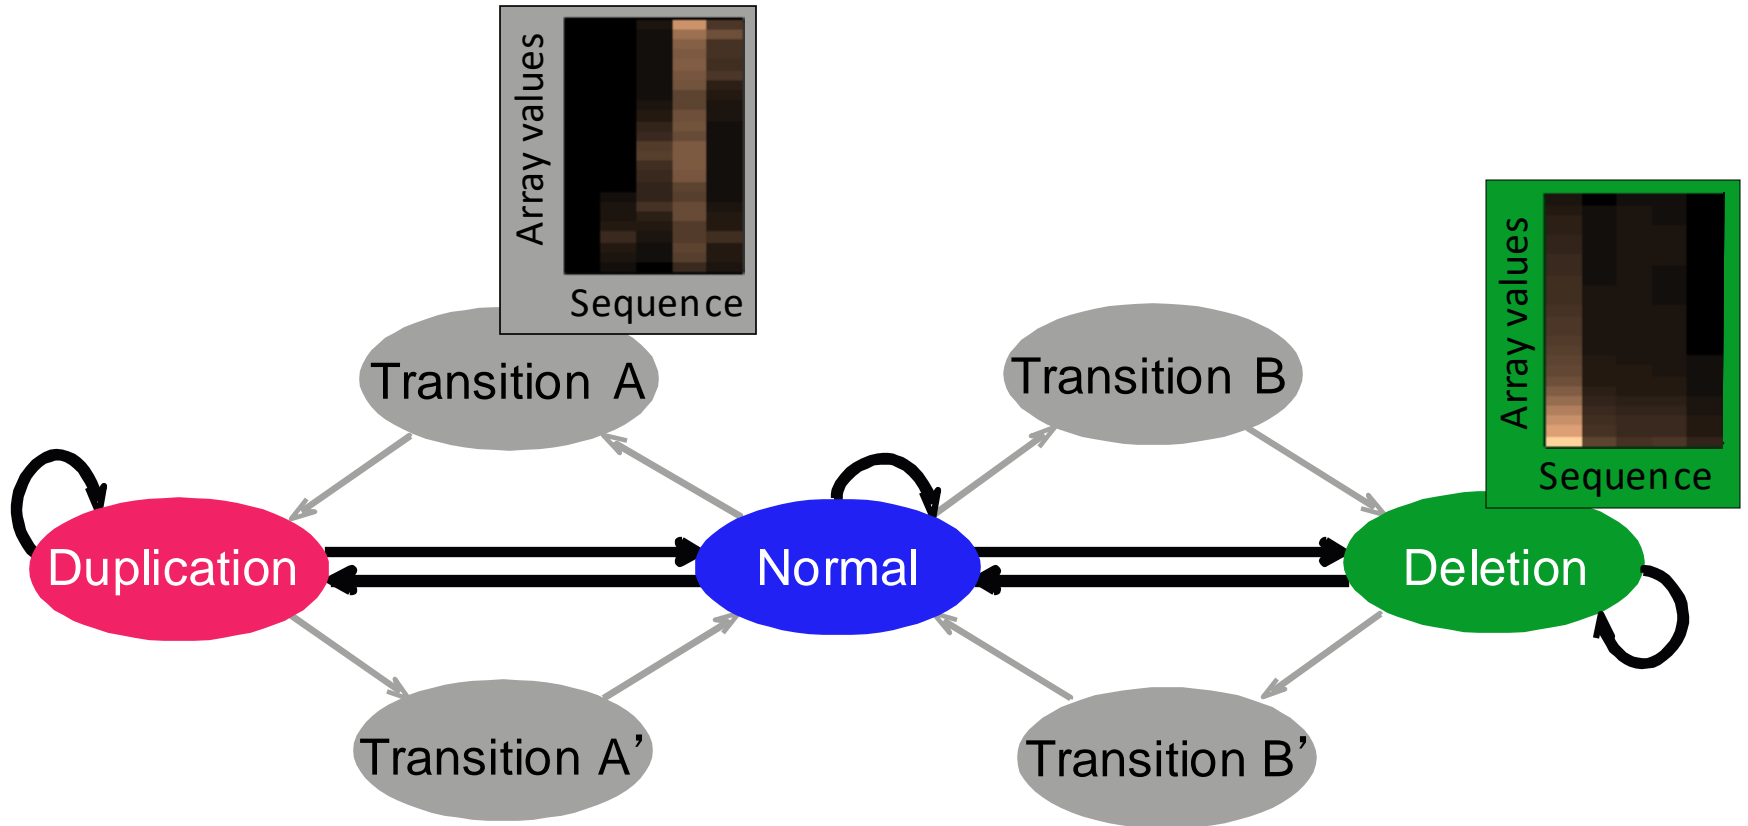 Array values
Sequence
Array values
Sequence
Transition A
Transition B
Duplication
Normal
Deletion
Transition A’
Transition B’